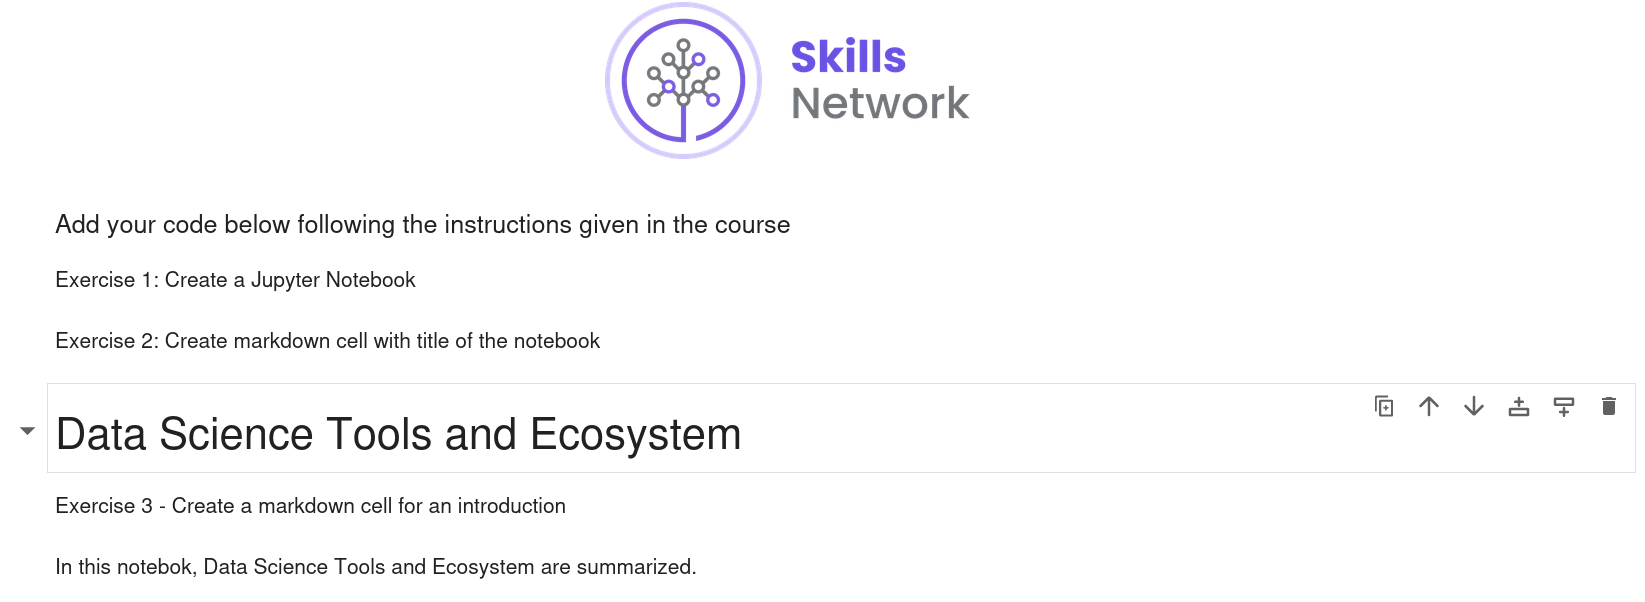 Skills
Network
Add your code below following the instructions given in the course
Exercise 1: Create a Jupyter Notebook
Exercise 2: Create markdown cell with title of the notebook
Data Science Tools and Ecosystem
Exercise 3 - Create a markdown cell for an introduction
In this notebok, Data Science Tools and Ecosystem are summarized.